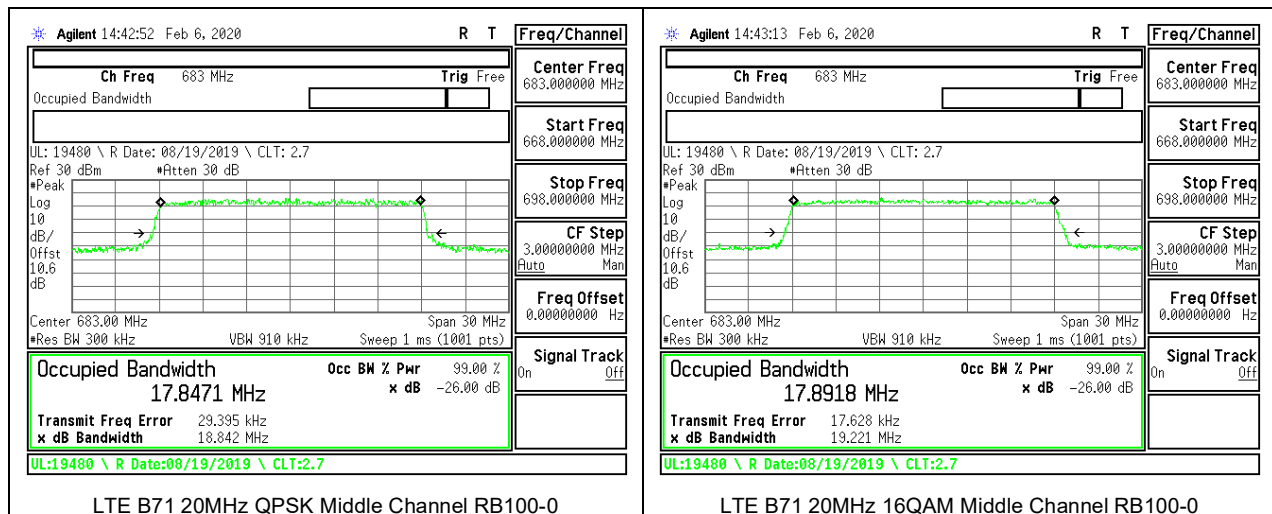 Agilent 14:42:52 Feb 6, 2020 R T
Freq/Channel
Ch Freq 683 MHz Trig Free
Occupied Bandwidth
Center Freq
683.000000 MHz
Start Freq
668.000000 MHz
UL: 19480 \ R Date: 08/19/2019 \ CLT: 2.7
Ref 30 dBm #Atten 30 dB
#Peak
Log
10
dB/
Offst
10.6
dB
Stop Freq
698.000000 MHz
CF Step
3.00000000 MHz
Auto Man
Freq Offset
0.00000000 Hz
Center 683.00 MHz Span 30 MHz
#Res BW 300 kHz VBW 910 kHz Sweep 1 ms (1001 pts)
Signal Track
On Off
Occupied Bandwidth Occ BW % Pwr 99.00 %
17.8471 MHz x dB -26.00 dB
Transmit Freq Error 29.395 kHz
x dB Bandwidth 18.842 MHz
UL:19480 \ R Date:08/19/2019 \ CLT:2.7
LTE B71 20MHz QPSK Middle Channel RB100-0
Agilent 14:43:13 Feb 6, 2020 R T
Freq/Channel
Ch Freq 683 MHz Trig Free
Occupied Bandwidth
Center Freq
683.000000 MHz
Start Freq
668.000000 MHz
UL: 19480 \ R Date: 08/19/2019 \ CLT: 2.7
Ref 30 dBm #Atten 30 dB
#Peak
Log
10
dB/
Offst
10.6
dB
Stop Freq
698.000000 MHz
CF Step
3.00000000 MHz
Auto Man
Freq Offset
0.00000000 Hz
Center 683.00 MHz Span 30 MHz
#Res BW 300 kHz VBW 910 kHz Sweep 1 ms (1001 pts)
Signal Track
On Off
Occupied Bandwidth Occ BW % Pwr 99.00 %
17.8918 MHz x dB -26.00 dB
Transmit Freq Error 17.628 kHz
x dB Bandwidth 19.221 MHz
UL:19480 \ R Date:08/19/2019 \ CLT:2.7
LTE B71 20MHz 16QAM Middle Channel RB100-0